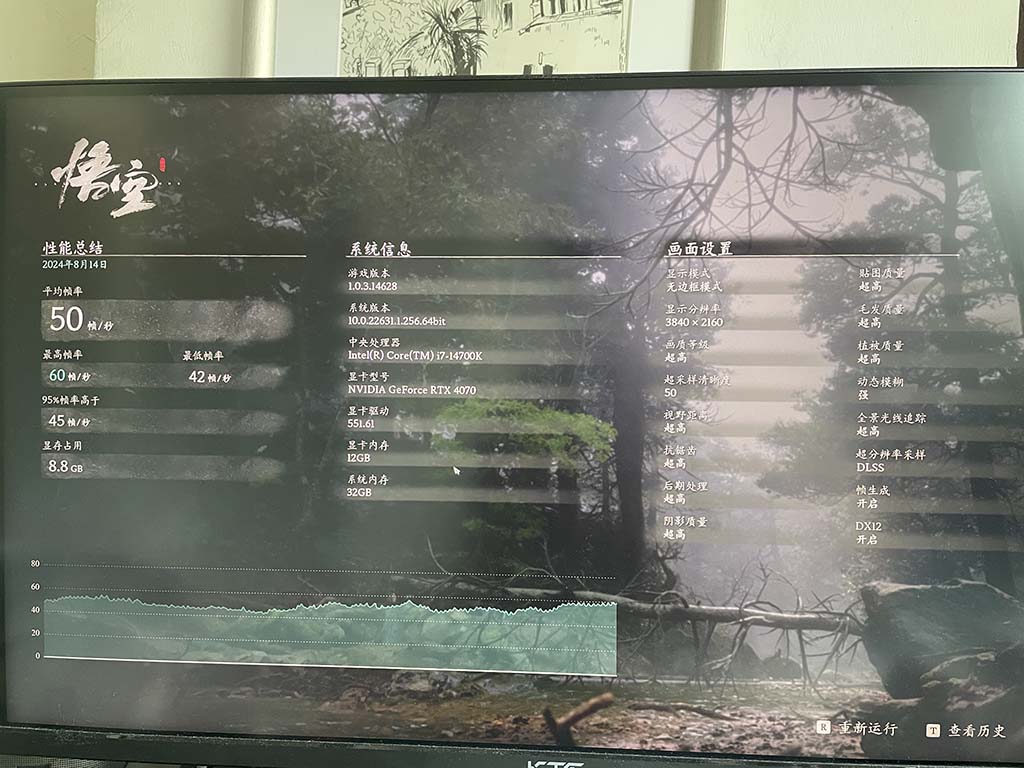 悟空
性能总结
2024年8月14日
平均帧率
50 帧/秒
最高帧率
60 帧/秒
最低帧率
42 帧/秒
95%帧率高于
45 帧/秒
显存占用
8.8 GB
系统信息
游戏版本
1.0.3.14628
系统版本
10.0.22631.1.256.64bit
中央处理器
Intel(R) Core(TM) i7-14700K
显卡型号
NVIDIA GeForce RTX 4070
显卡驱动
551.61
显卡内存
12GB
系统内存
32GB
画面设置
显示模式
无边框模式
显示分辨率
3840 × 2160
画质等级
超高
超采样清晰度
50
视野距离
超高
抗锯齿
超高
后期处理
超高
阴影质量
超高
贴图质量
超高
毛发质量
超高
植被质量
超高
动态模糊
强
全景光线追踪
超高
超分辨率采样
DLSS
帧生成
开启
DX12
开启
80
60
40
20
0
R 重新运行
T 查看历史
KTC